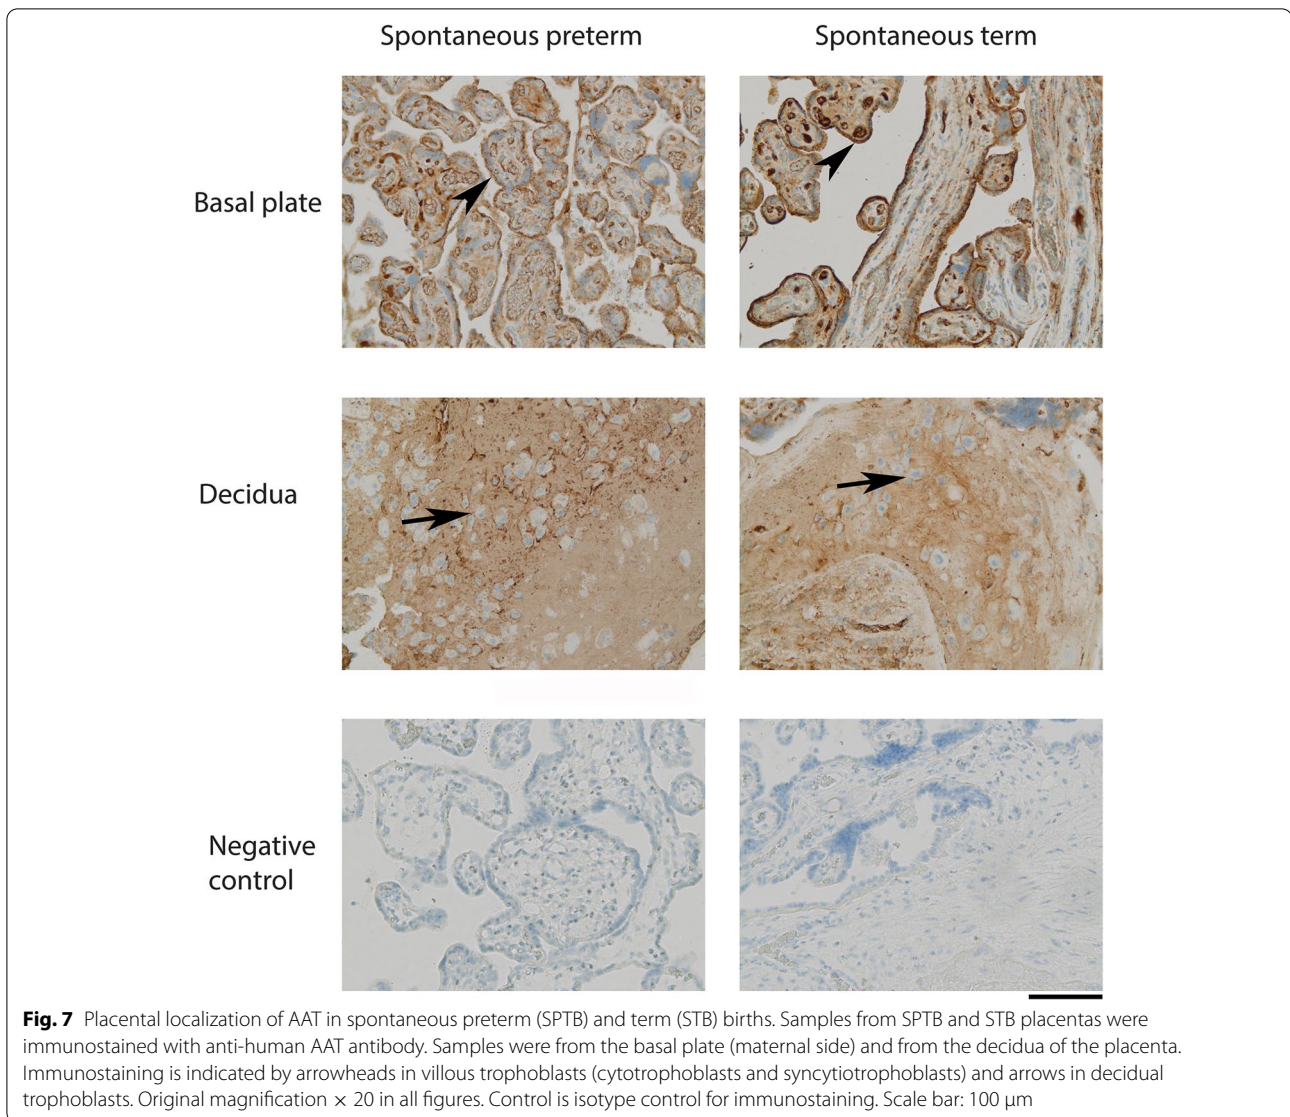 Spontaneous preterm
Spontaneous term
Basal plate
Decidua
Negative
control
Fig. 7 Placental localization of AAT in spontaneous preterm (SPTB) and term (STB) births. Samples from SPTB and STB placentas were
immunostained with anti-human AAT antibody. Samples were from the basal plate (maternal side) and from the decidua of the placenta.
Immunostaining is indicated by arrowheads in villous trophoblasts (cytotrophoblasts and syncytiotrophoblasts) and arrows in decidual
trophoblasts. Original magnification × 20 in all figures. Control is isotype control for immunostaining. Scale bar: 100 μm